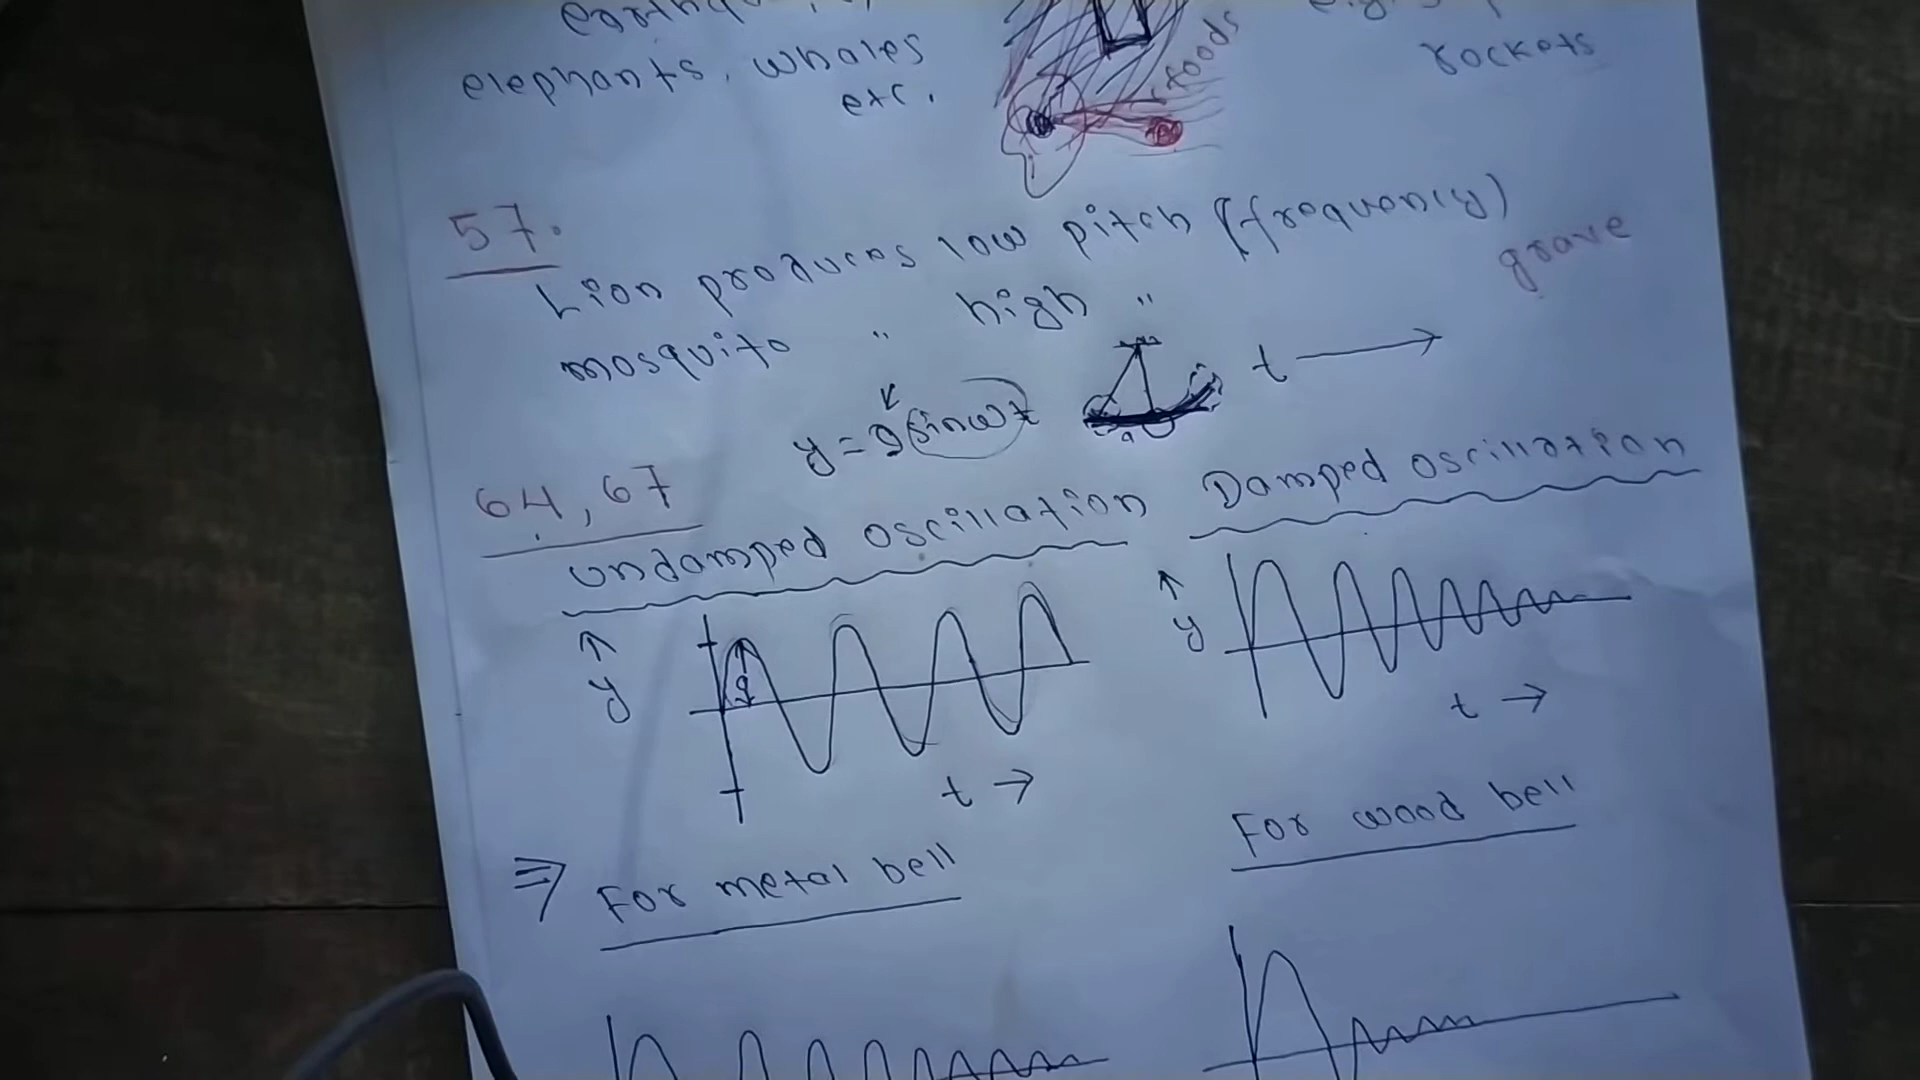 elephants, whales
etc.
rods
rockets
57.
Lion produces low pitch (frequency)
grave
mosquito " high "
y = a sinωt
t →
64, 67
undamped oscillation
Damped oscillation
↑
y
a
t →
↑
y
t →
⇒ For metal bell
For wood bell